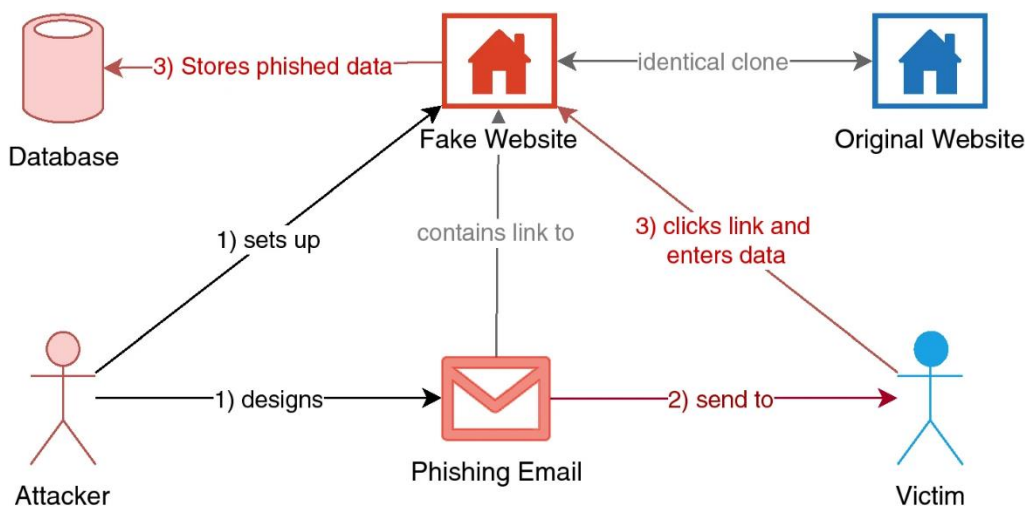 3) Stores phished data
identical clone
Database
Fake Website
Original Website
1) sets up
contains link to
3) clicks link and
enters data
1) designs
2) send to
Attacker
Phishing Email
Victim